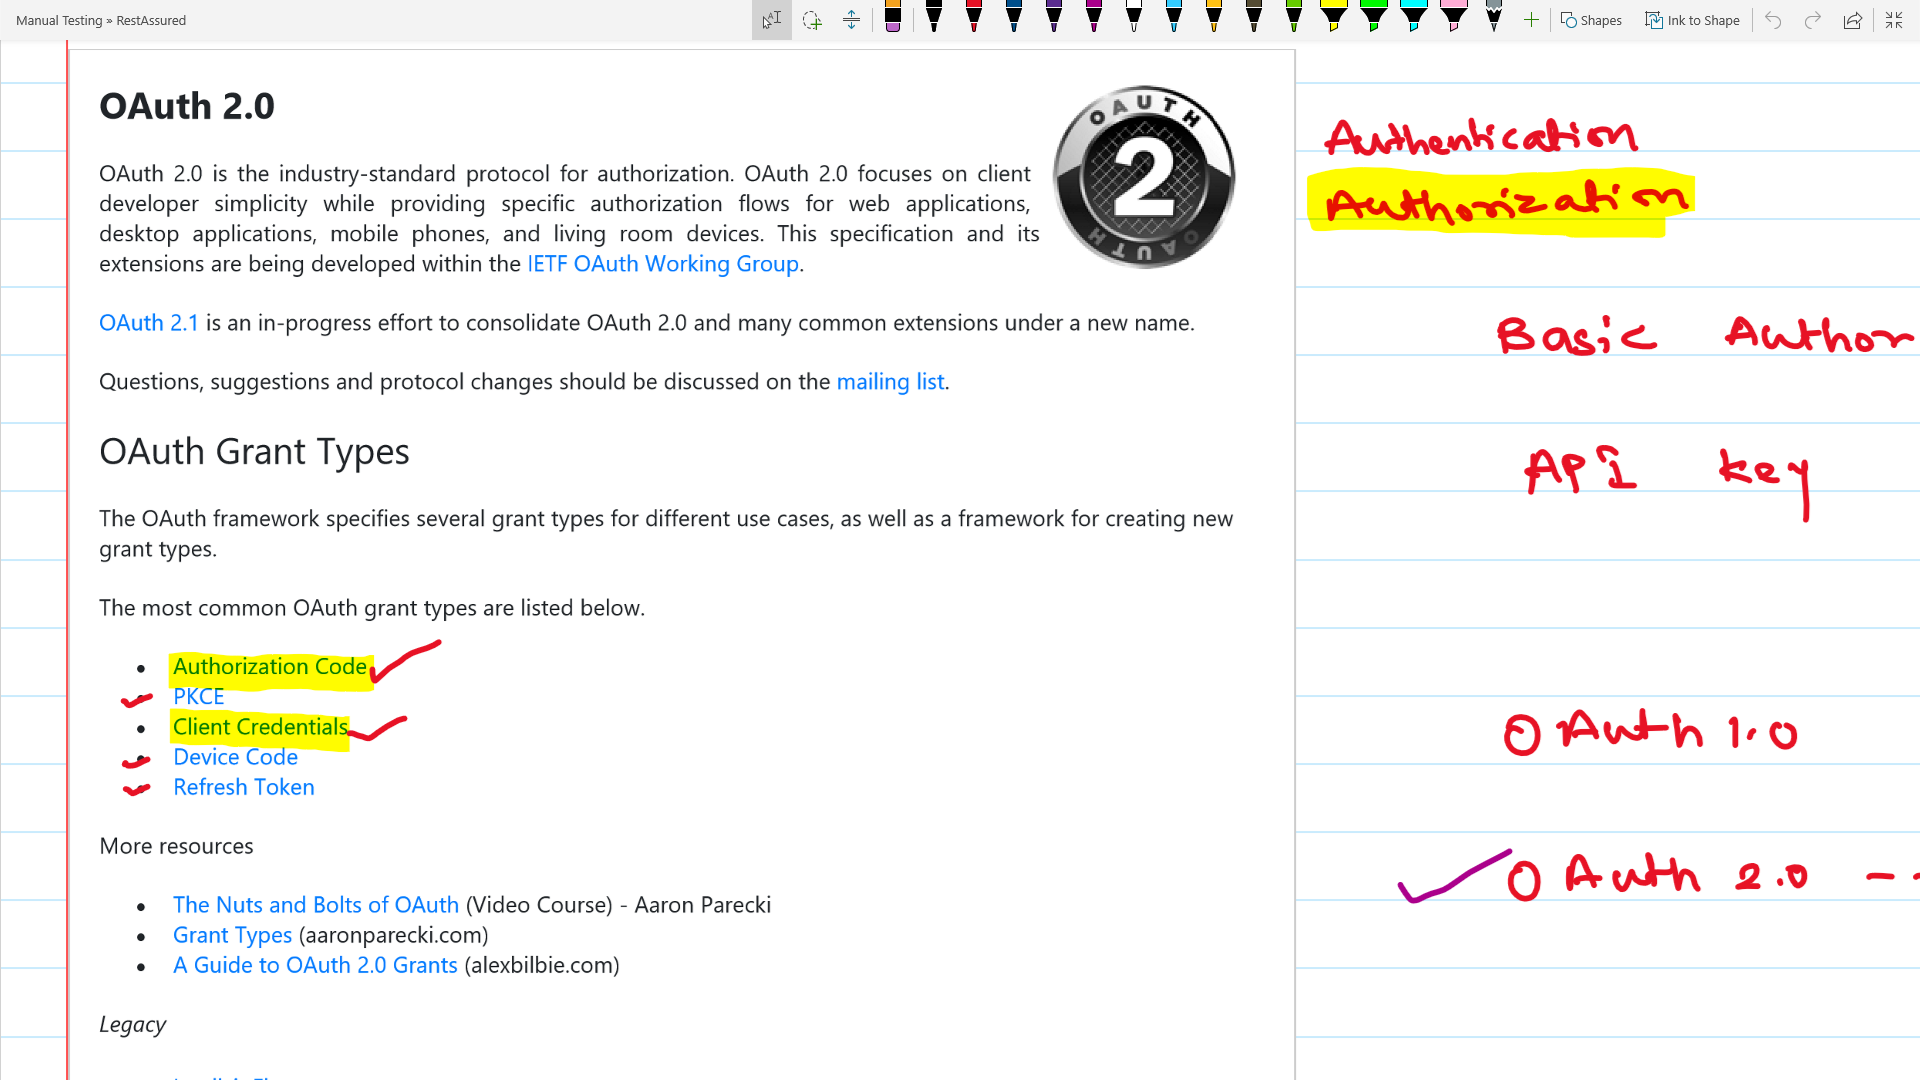 Manual Testing » RestAssured
Shapes
Ink to Shape
OAuth 2.0
OAuth 2.0 is the industry-standard protocol for authorization. OAuth 2.0 focuses on client
developer simplicity while providing specific authorization flows for web applications,
desktop applications, mobile phones, and living room devices. This specification and its
extensions are being developed within the IETF OAuth Working Group.
OAUTH
2
OAUTH
OAuth 2.1 is an in-progress effort to consolidate OAuth 2.0 and many common extensions under a new name.
Questions, suggestions and protocol changes should be discussed on the mailing list.
OAuth Grant Types
The OAuth framework specifies several grant types for different use cases, as well as a framework for creating new
grant types.
The most common OAuth grant types are listed below.
• Authorization Code
• PKCE
• Client Credentials
• Device Code
• Refresh Token
More resources
• The Nuts and Bolts of OAuth (Video Course) - Aaron Parecki
• Grant Types (aaronparecki.com)
• A Guide to OAuth 2.0 Grants (alexbilbie.com)
Legacy
Authentication
Authorization
Basic Author
API key
OAuth 1.0
OAuth 2.0 --